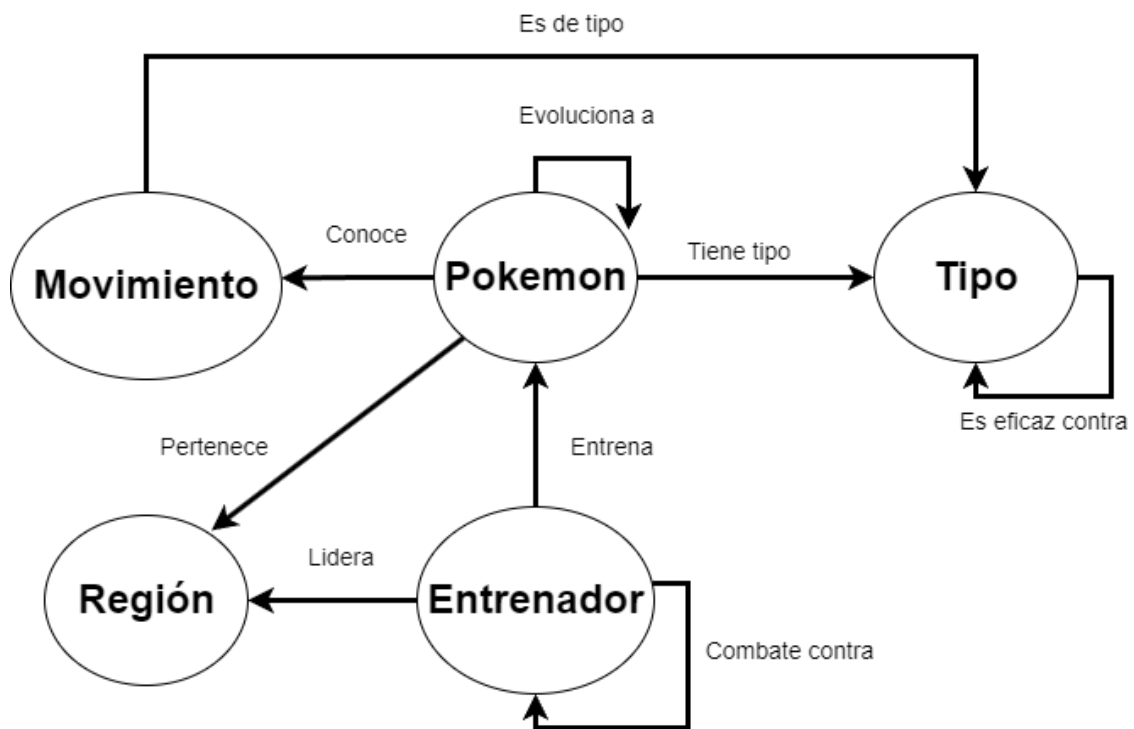 Es de tipo
Evoluciona a
Conoce
Movimiento
Pokemon
Tiene tipo
Tipo
Es eficaz contra
Pertenece
Entrena
Lidera
Región
Entrenador
Combate contra